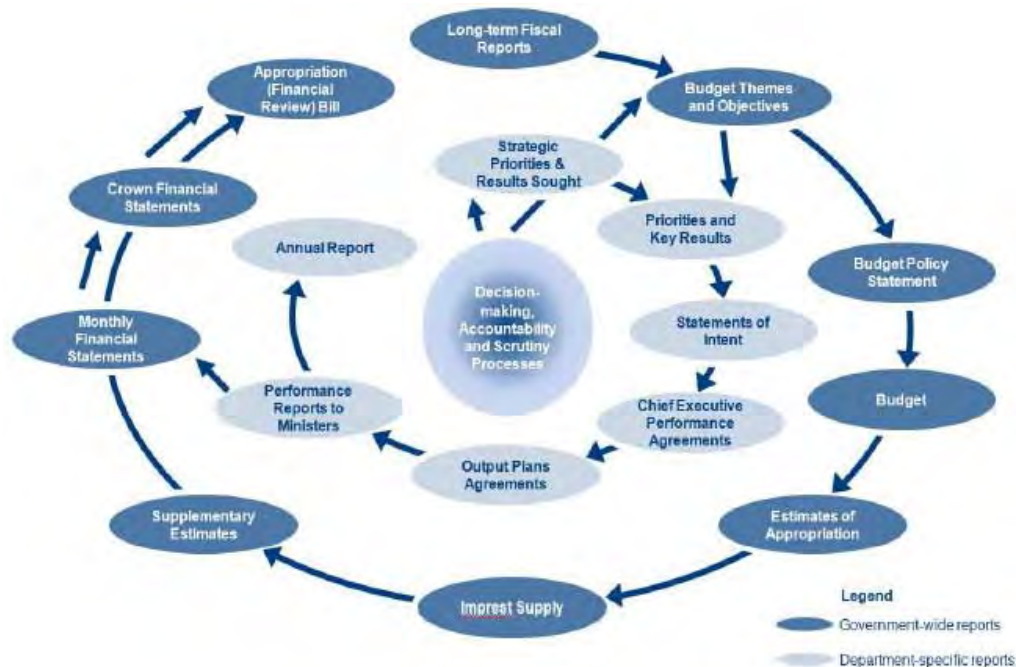 Long-term Fiscal
Reports
Appropriation
(Financial
Review) Bill
Budget Themes
and Objectives
Strategic
Priorities &
Results Sought
Crown Financial
Statements
Priorities and
Key Results
Annual Report
Budget Policy
Statement
Decision-
making,
Accountability
and Scrutiny
Processes
Monthly
Financial
Statements
Statements of
Intent
Performance
Reports to
Ministers
Chief Executive
Performance
Agreements
Budget
Output Plans
Agreements
Supplementary
Estimates
Estimates of
Appropriation
Imprest Supply
Legend
Government-wide reports
Department-specific reports